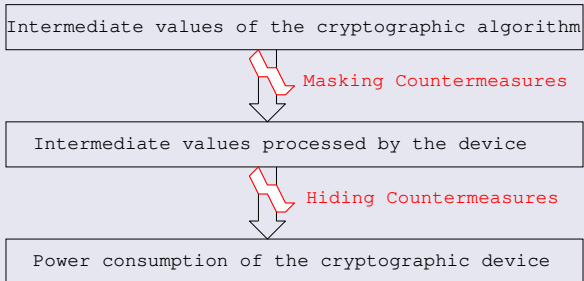 Intermediate values of the cryptographic algorithm
Masking Countermeasures
Intermediate values processed by the device
Hiding Countermeasures
Power consumption of the cryptographic device